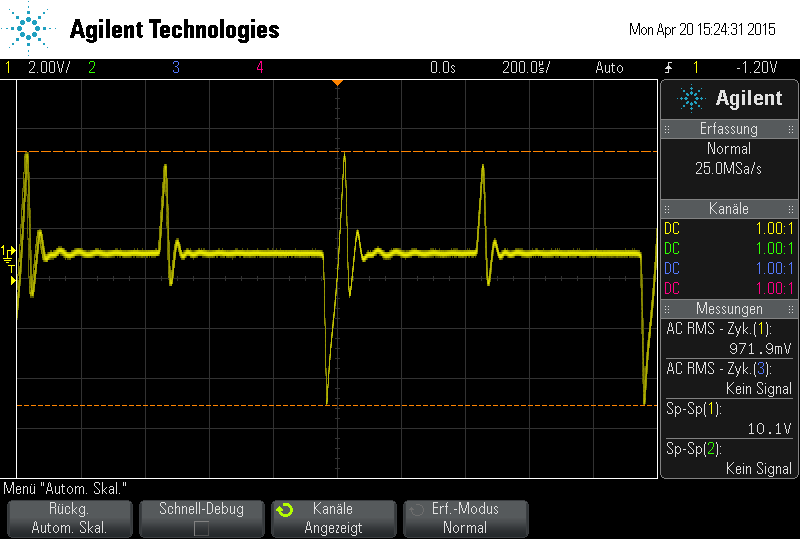 Agilent Technologies
Mon Apr 20 15:24:31 2015
1 2.00V/ 2 3 4 0.0s 200.0㎲/ Auto 1 -1.20V
Agilent
Erfassung
Normal
25.0MSa/s
Kanäle
DC 1.00:1
DC 1.00:1
DC 1.00:1
DC 1.00:1
Messungen
AC RMS - Zyk.(1):
971.9mV
AC RMS - Zyk.(3):
Kein Signal
Sp-Sp(1):
10.1V
Sp-Sp(2):
Kein Signal
1
T
Menü "Autom. Skal."
Rückg.
Autom. Skal.
Schnell-Debug
Kanäle
Angezeigt
Erf.-Modus
Normal